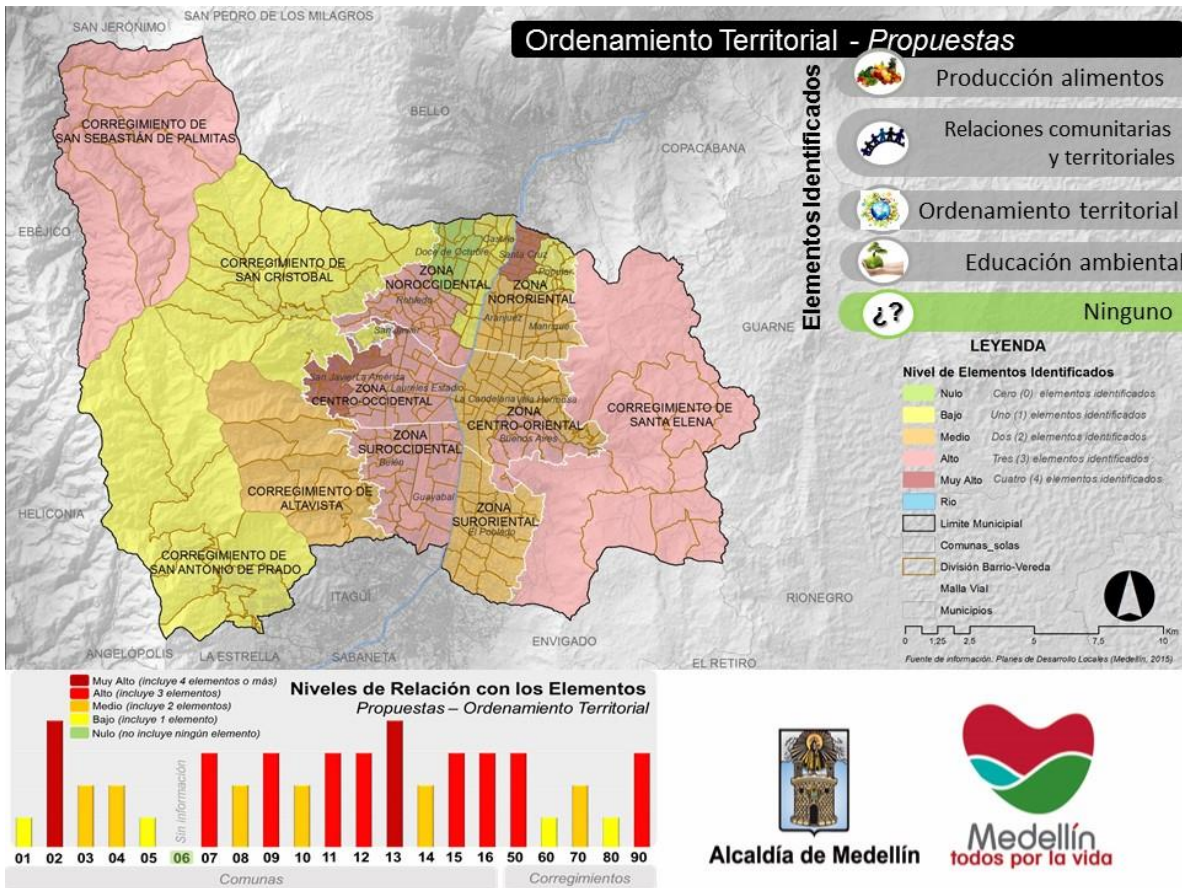 Ordenamiento Territorial - Propuestas
Elementos Identificados
Producción alimentos
Relaciones comunitarias
y territoriales
Ordenamiento territorial
Educación ambiental
¿?
Ninguno
SAN PEDRO DE LOS MILAGROS
SAN JERÓNIMO
BELLO
COPACABANA
EBÉJICO
GUARNE
HELICONIA
RIONEGRO
ITAGÜÍ
ENVIGADO
EL RETIRO
ANGELÓPOLIS
LA ESTRELLA
SABANETA
CORREGIMIENTO DE
SAN SEBASTIÁN DE PALMITAS
CORREGIMIENTO DE
SAN CRISTOBAL
Doce de Octubre
Castilla
Santa Cruz
Popular
ZONA
NOROCCIDENTAL
Robledo
ZONA
NORORIENTAL
Aranjuez
Manrique
San Javier
San Javier
La América
Laureles Estadio
ZONA
CENTRO-OCCIDENTAL
La Candelaria
Villa Hermosa
ZONA
CENTRO-ORIENTAL
Buenos Aires
CORREGIMIENTO DE
SANTA ELENA
ZONA
SUROCCIDENTAL
Belén
Guayabal
CORREGIMIENTO DE
ALTAVISTA
ZONA
SURORIENTAL
El Poblado
CORREGIMIENTO DE
SAN ANTONIO DE PRADO
LEYENDA
Nivel de Elementos Identificados
Nulo Cero (0) elementos identificados
Bajo Uno (1) elementos identificados
Medio Dos (2) elementos identificados
Alto Tres (3) elementos identificados
Muy Alto Cuatro (4) elementos identificados
Rio
Limite Municipial
Comunas_solas
División Barrio-Vereda
Malla Vial
Municipios
0 1,25 2,5 5 7,5 10 Km
Fuente de información: Planes de Desarrollo Locales (Medellín, 2015)
Muy Alto (incluye 4 elementos o más)
Alto (incluye 3 elementos)
Medio (incluye 2 elementos)
Bajo (incluye 1 elemento)
Nulo (no incluye ningún elemento)
Niveles de Relación con los Elementos
Propuestas – Ordenamiento Territorial
Sin información
01 02 03 04 05 06 07 08 09 10 11 12 13 14 15 16 50 60 70 80 90
Comunas Corregimientos
Alcaldía de Medellín
Medellín
todos por la vida